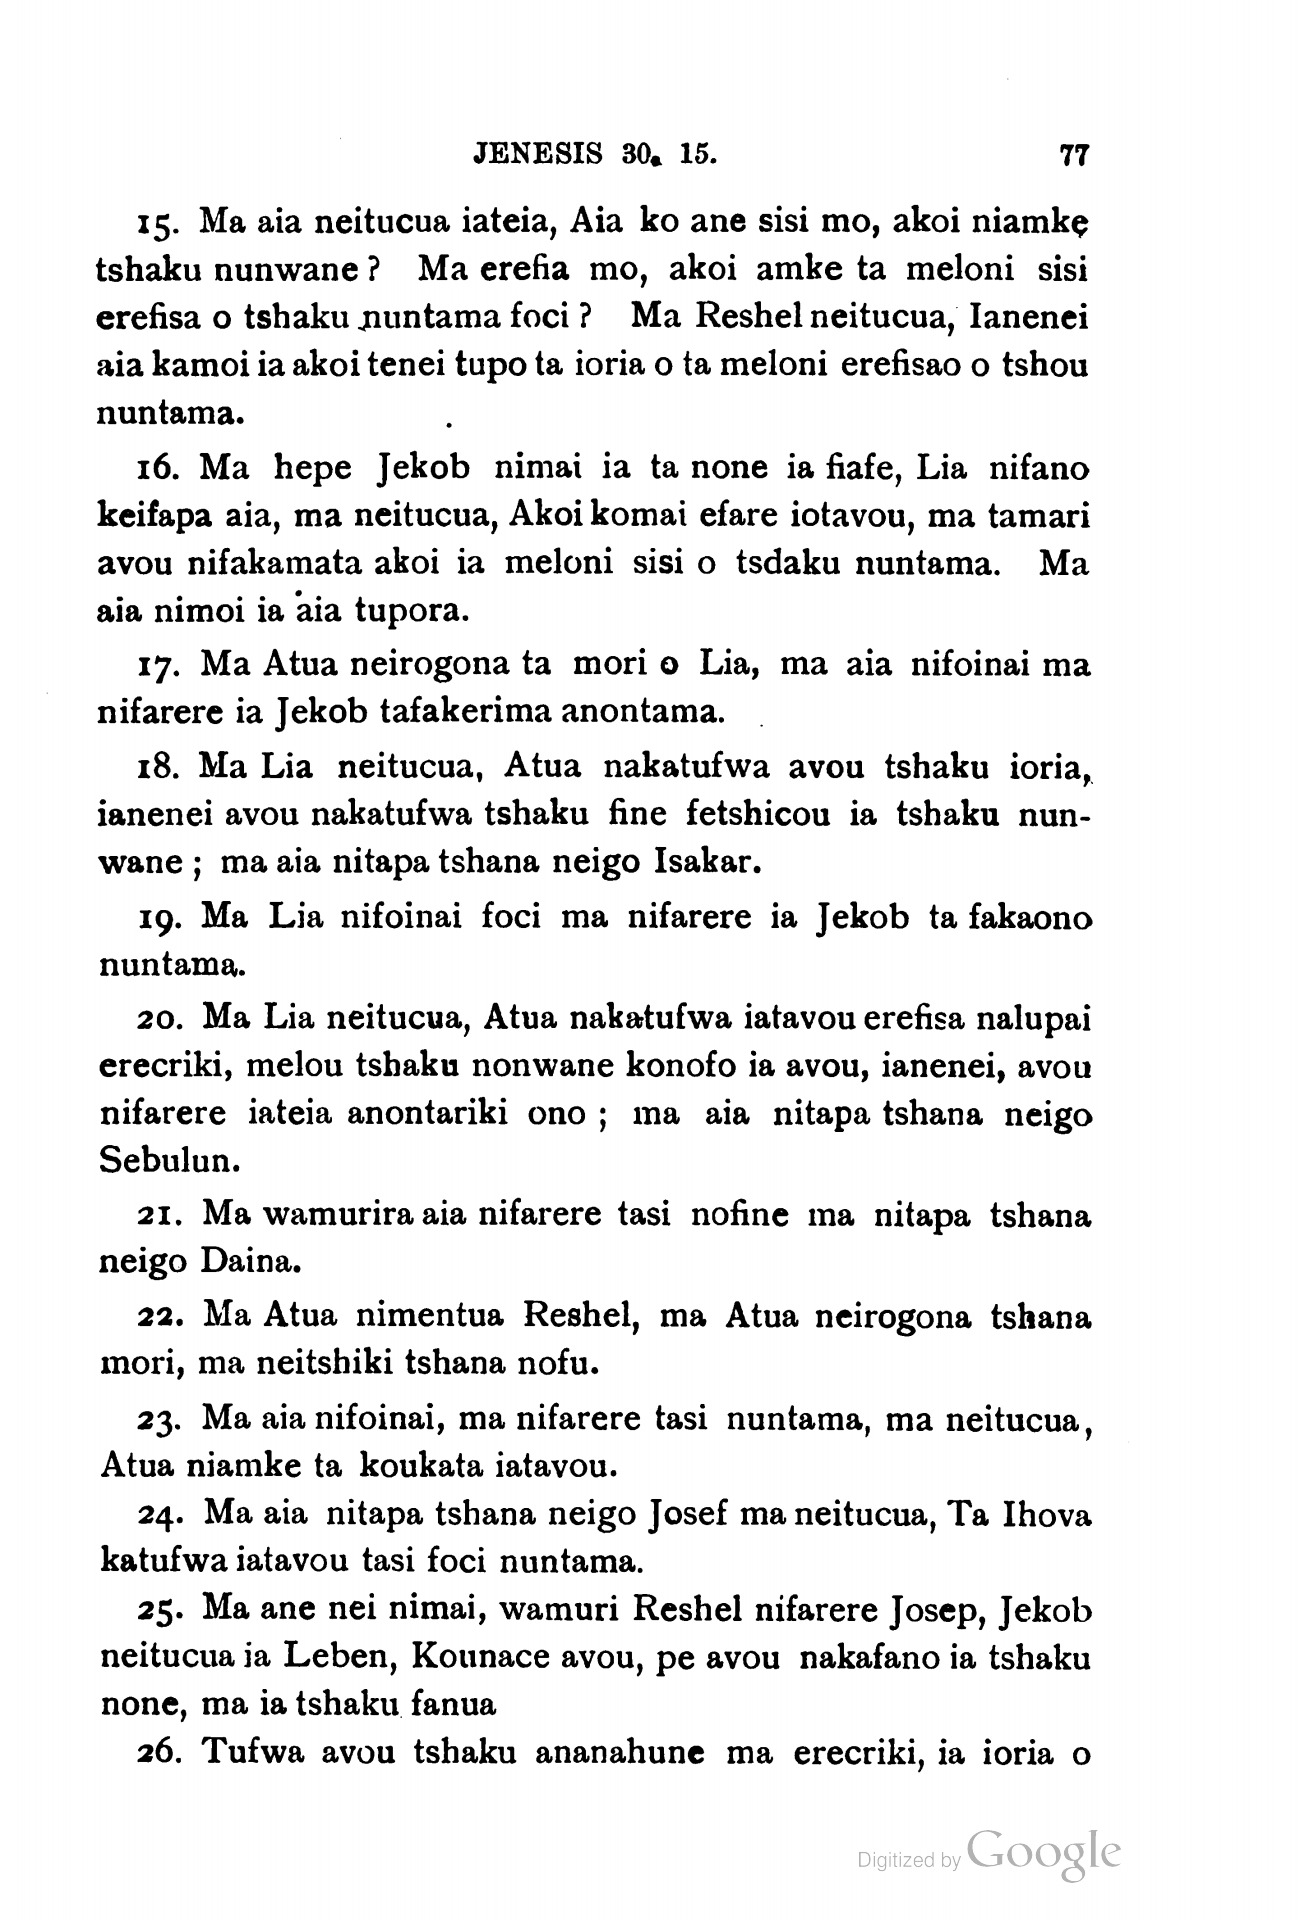 JENESIS 30. 15. 77
15. Ma aia neitucua iateia, Aia ko ane sisi mo, akoi niamke
tshaku nunwane ? Ma erefia mo, akoi amke ta meloni sisi
erefisa o tshaku nuntama foci ? Ma Reshel neitucua, Ianenei
aia kamoi ia akoi tenei tupo ta ioria o ta meloni erefisao o tshou
nuntama.
16. Ma hepe Jekob nimai ia ta none ia fiafe, Lia nifano
keifapa aia, ma neitucua, Akoi komai efare iotavou, ma tamari
avou nifakamata akoi ia meloni sisi o tsdaku nuntama. Ma
aia nimoi ia aia tupora.
17. Ma Atua neirogona ta mori o Lia, ma aia nifoinai ma
nifarere ia Jekob tafakerima anontama.
18. Ma Lia neitucua, Atua nakatufwa avou tshaku ioria,
ianenei avou nakatufwa tshaku fine fetshicou ia tshaku nun-
wane ; ma aia nitapa tshana neigo Isakar.
19. Ma Lia nifoinai foci ma nifarere ia Jekob ta fakaono
nuntama.
20. Ma Lia neitucua, Atua nakatufwa iatavou erefisa nalupai
erecriki, melou tshaku nonwane konofo ia avou, ianenei, avou
nifarere iateia anontariki ono ; ma aia nitapa tshana neigo
Sebulun.
21. Ma wamurira aia nifarere tasi nofine ma nitapa tshana
neigo Daina.
22. Ma Atua nimentua Reshel, ma Atua neirogona tshana
mori, ma neitshiki tshana nofu.
23. Ma aia nifoinai, ma nifarere tasi nuntama, ma neitucua,
Atua niamke ta koukata iatavou.
24. Ma aia nitapa tshana neigo Josef ma neitucua, Ta Ihova
katufwa iatavou tasi foci nuntama.
25. Ma ane nei nimai, wamuri Reshel nifarere Josep, Jekob
neitucua ia Leben, Kounace avou, pe avou nakafano ia tshaku
none, ma ia tshaku fanua
26. Tufwa avou tshaku ananahune ma erecriki, ia ioria o
Digitized by Google